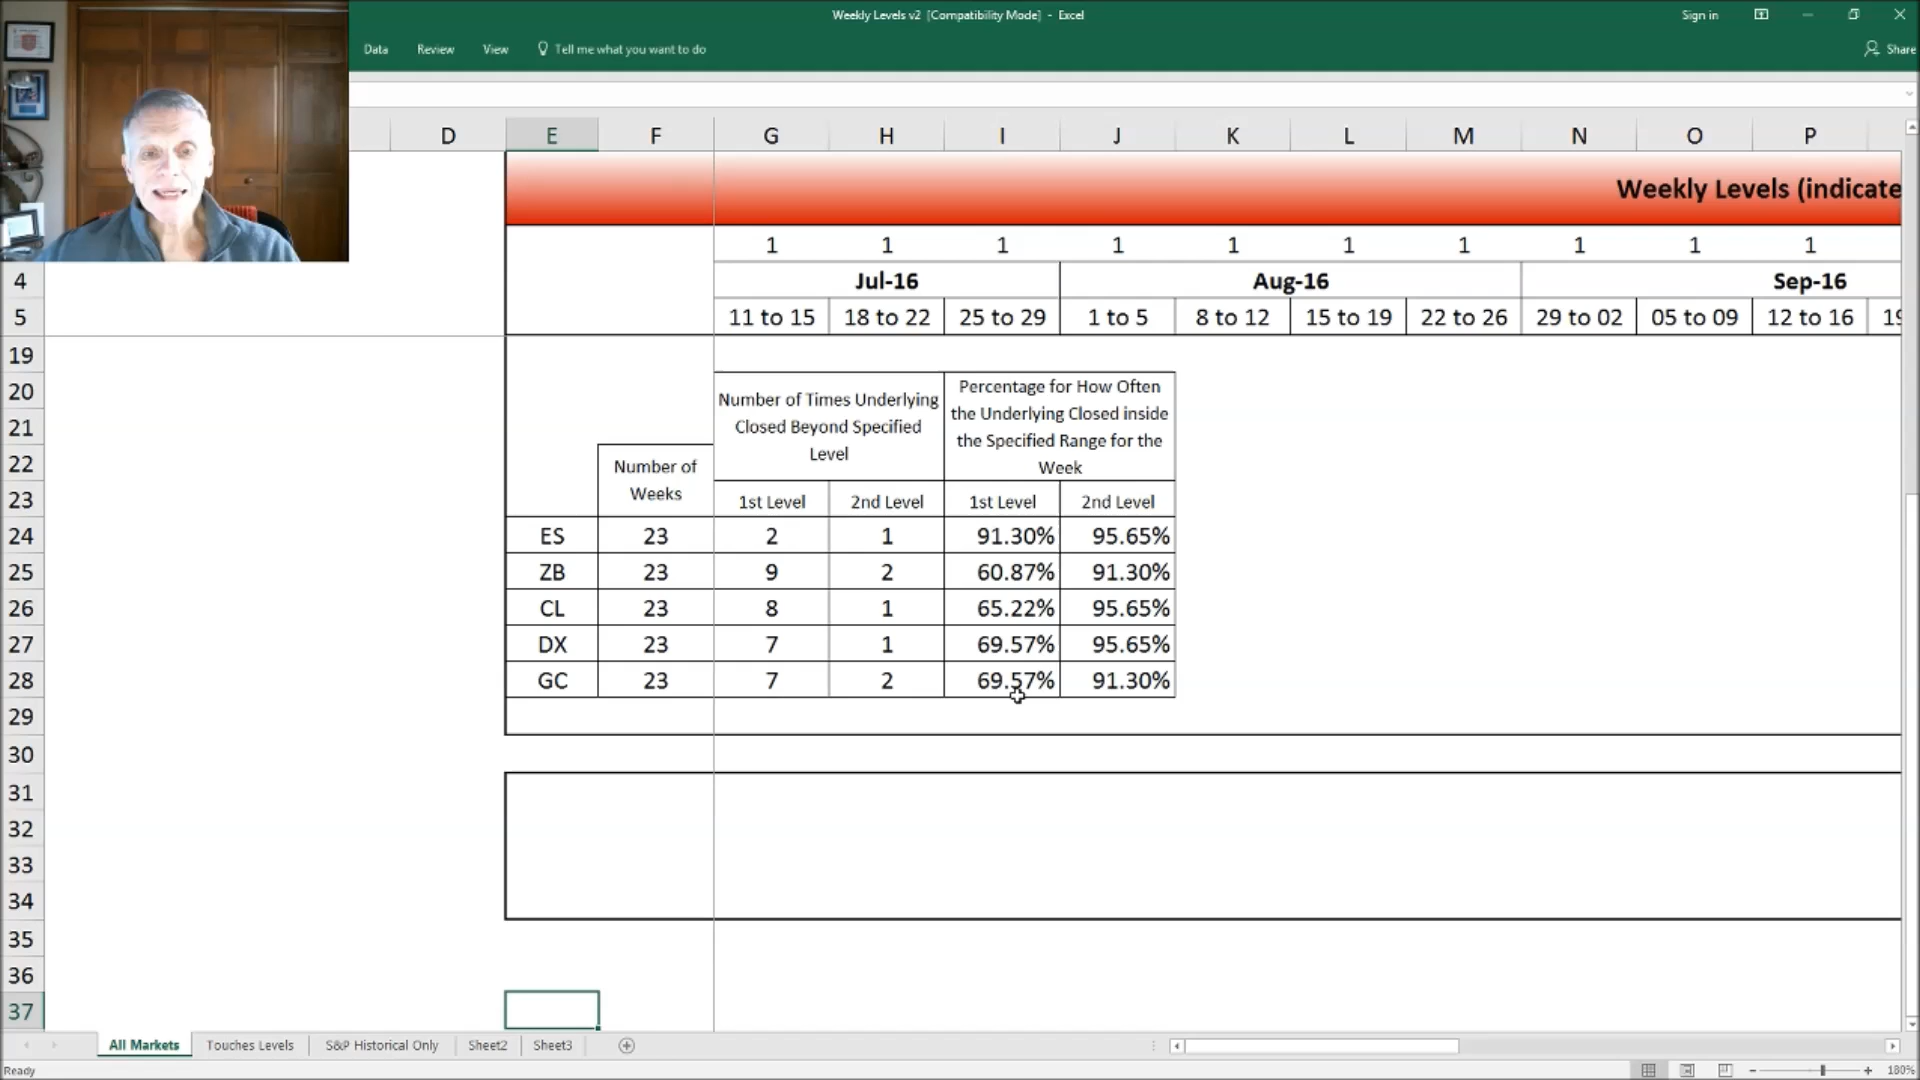 Weekly Levels v2 [Compatibility Mode] - Excel
Sign in
Data Review View Tell me what you want to do
Share
D E F G H I J K L M N O P
Weekly Levels (indicate
1 1 1 1 1 1 1 1 1 1
4 Jul-16 Aug-16 Sep-16
5 11 to 15 18 to 22 25 to 29 1 to 5 8 to 12 15 to 19 22 to 26 29 to 02 05 to 09 12 to 16 19
19
20
21
22
23
Number of Weeks
Number of Times Underlying
Closed Beyond Specified
Level
Percentage for How Often
the Underlying Closed inside
the Specified Range for the
Week
1st Level 2nd Level 1st Level 2nd Level
24 ES 23 2 1 91.30% 95.65%
25 ZB 23 9 2 60.87% 91.30%
26 CL 23 8 1 65.22% 95.65%
27 DX 23 7 1 69.57% 95.65%
28 GC 23 7 2 69.57% 91.30%
29
30
31
32
33
34
35
36
37
All Markets Touches Levels S&P Historical Only Sheet2 Sheet3
Ready
180%